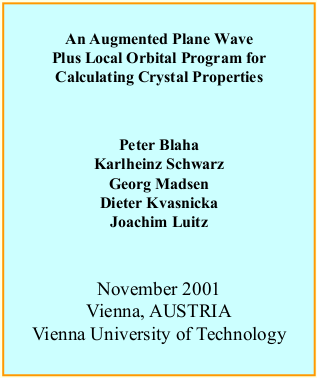 An Augmented Plane Wave
Plus Local Orbital Program for
Calculating Crystal Properties
Peter Blaha
Karlheinz Schwarz
Georg Madsen
Dieter Kvasnicka
Joachim Luitz
November 2001
Vienna, AUSTRIA
Vienna University of Technology